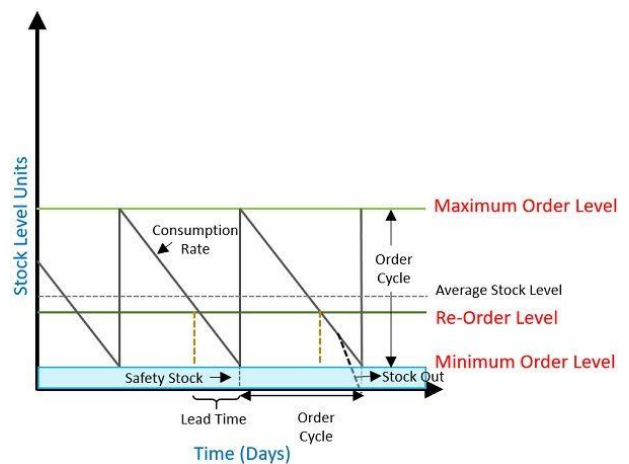 Stock Level Units
Maximum Order Level
Consumption
Rate
Order
Cycle
Average Stock Level
Re-Order Level
Minimum Order Level
Safety Stock
Stock Out
Lead Time
Order
Cycle
Time (Days)